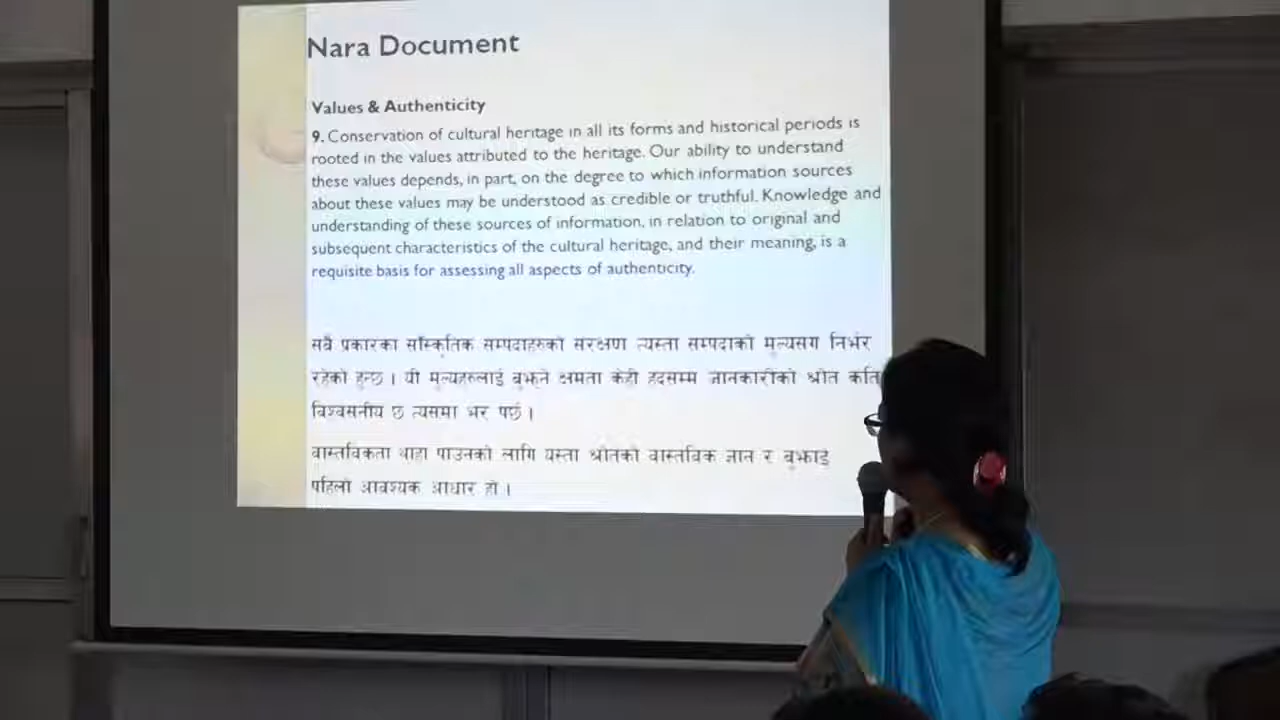 Nara Document
Values & Authenticity
9. Conservation of cultural heritage in all its forms and historical periods is
rooted in the values attributed to the heritage. Our ability to understand
these values depends, in part, on the degree to which information sources
about these values may be understood as credible or truthful. Knowledge and
understanding of these sources of information, in relation to original and
subsequent characteristics of the cultural heritage, and their meaning, is a
requisite basis for assessing all aspects of authenticity.
सबै प्रकारका साँस्कृतिक सम्पदाहरुको संरक्षण त्यस्ता सम्पदाको मूल्यसंग निर्भर
रहेको हुन्छ । यी मूल्यहरुलाई बुझ्ने क्षमता केही हदसम्म जानकारीको श्रोत कति
विश्वसनीय छ त्यसमा भर पर्छ ।
वास्तविकता थाहा पाउनको लागि यस्ता श्रोतको वास्तविक ज्ञान र बुझाई
पहिलो आवश्यक आधार हो ।